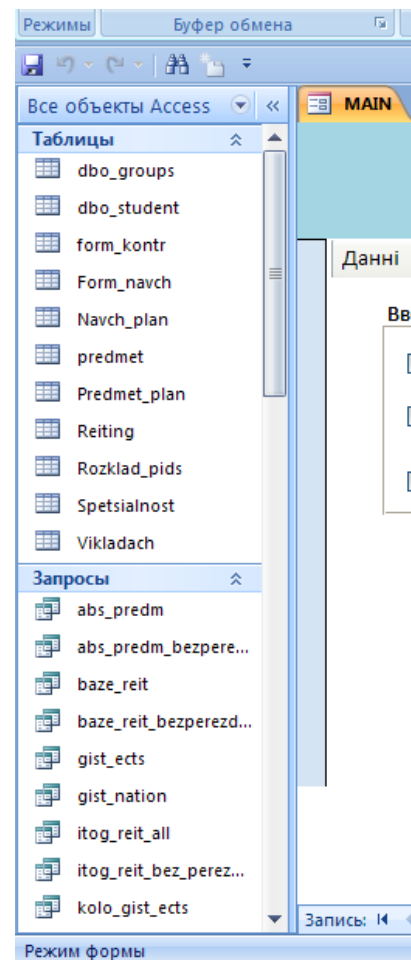 Режимы
Буфер обмена
Все объекты Access
MAIN
Таблицы
dbo_groups
dbo_student
form_kontr
Form_navch
Navch_plan
predmet
Predmet_plan
Reiting
Rozklad_pids
Spetsialnost
Vikladach
Запросы
abs_predm
abs_predm_bezpere...
baze_reit
baze_reit_bezperezd...
gist_ects
gist_nation
itog_reit_all
itog_reit_bez_perez...
kolo_gist_ects
Данні
Вв
Запись:
Режим формы